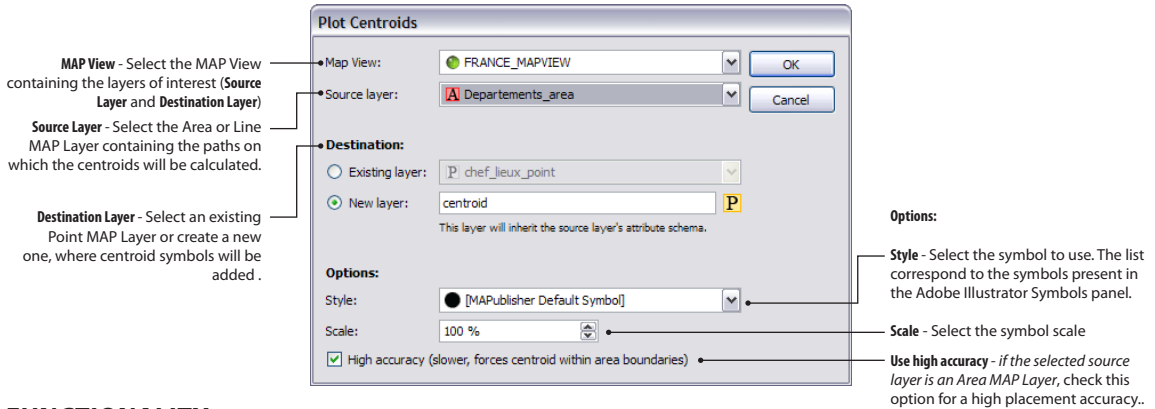 Plot Centroids
MAP View - Select the MAP View
containing the layers of interest (Source
Layer and Destination Layer)
Source Layer - Select the Area or Line
MAP Layer containing the paths on
which the centroids will be calculated.
Destination Layer - Select an existing
Point MAP Layer or create a new
one, where centroid symbols will be
added .
Map View:
FRANCE_MAPVIEW
OK
Source layer:
A Departements_area
Cancel
Destination:
Existing layer:
P chef_lieux_point
New layer:
centroid
P
This layer will inherit the source layer's attribute schema.
Options:
Style:
[MAPublisher Default Symbol]
Scale:
100 %
High accuracy (slower, forces centroid within area boundaries)
Options:
Style - Select the symbol to use. The list
correspond to the symbols present in
the Adobe Illustrator Symbols panel.
Scale - Select the symbol scale
Use high accuracy - if the selected source
layer is an Area MAP Layer, check this
option for a high placement accuracy..